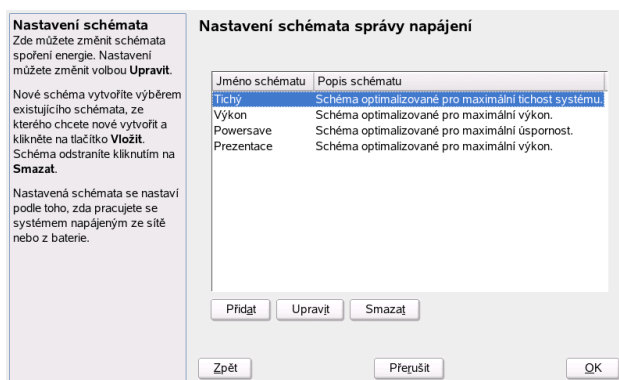 Nastavení schémata
Zde můžete změnit schémata
spoření energie. Nastavení
můžete změnit volbou Upravit.
Nové schéma vytvoříte výběrem
existujícího schémata, ze
kterého chcete nové vytvořit a
klikněte na tlačítko Vložit.
Schéma odstraníte kliknutím na
Smazat.
Nastavená schémata se nastaví
podle toho, zda pracujete se
systémem napájeným ze sítě
nebo z baterie.
Nastavení schémata správy napájení
Jméno schématu Popis schématu
Tichý Schéma optimalizované pro maximální tichost systému.
Výkon Schéma optimalizované pro maximální výkon.
Powersave Schéma optimalizované pro maximální úspornost.
Prezentace Schéma optimalizované pro maximální výkon.
Přidat Upravit Smazat
Zpět Přerušit OK